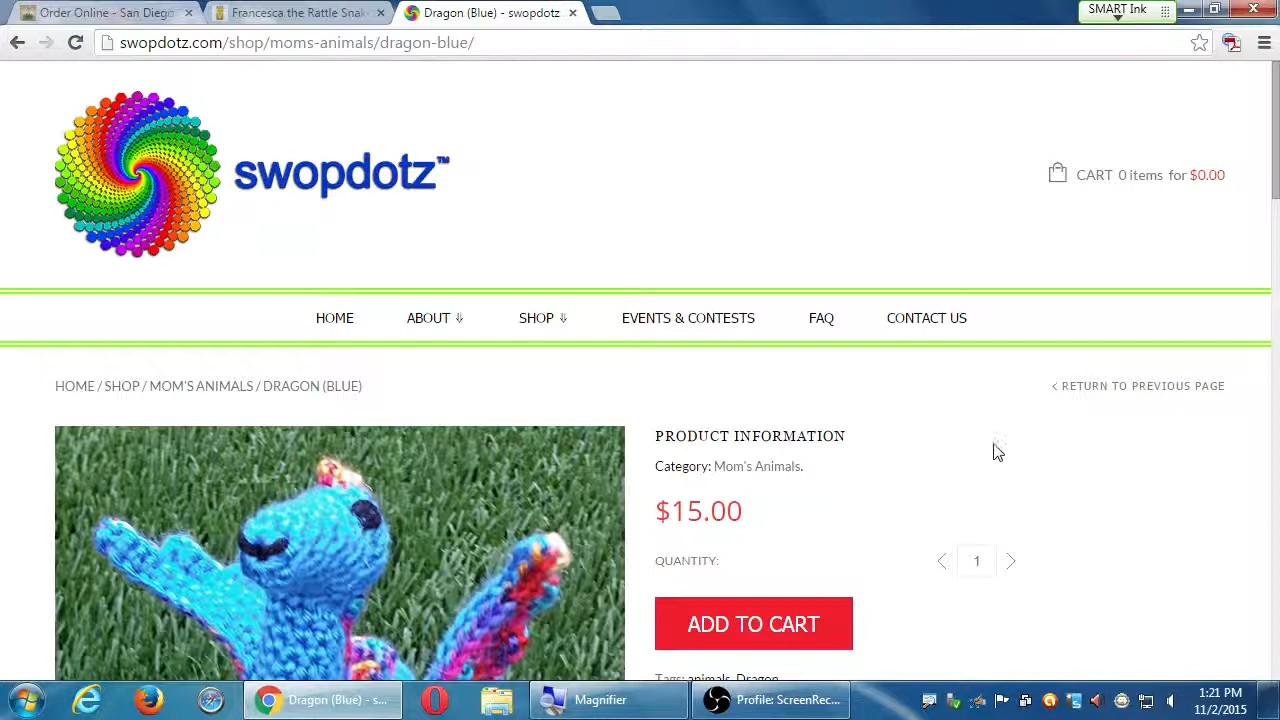 Order Online - San Diego
Francesca the Rattle Snak
Dragon (Blue) - swopdotz
SMART Ink
swopdotz.com/shop/moms-animals/dragon-blue/
swopdotz™
CART 0 items for $0.00
HOME
ABOUT
SHOP
EVENTS & CONTESTS
FAQ
CONTACT US
HOME / SHOP / MOM'S ANIMALS / DRAGON (BLUE)
< RETURN TO PREVIOUS PAGE
PRODUCT INFORMATION
Category: Mom's Animals.
$15.00
QUANTITY:
1
ADD TO CART
Tags: animals, Dragon
Dragon (Blue) - s...
Magnifier
Profile: ScreenRec...
1:21 PM
11/2/2015